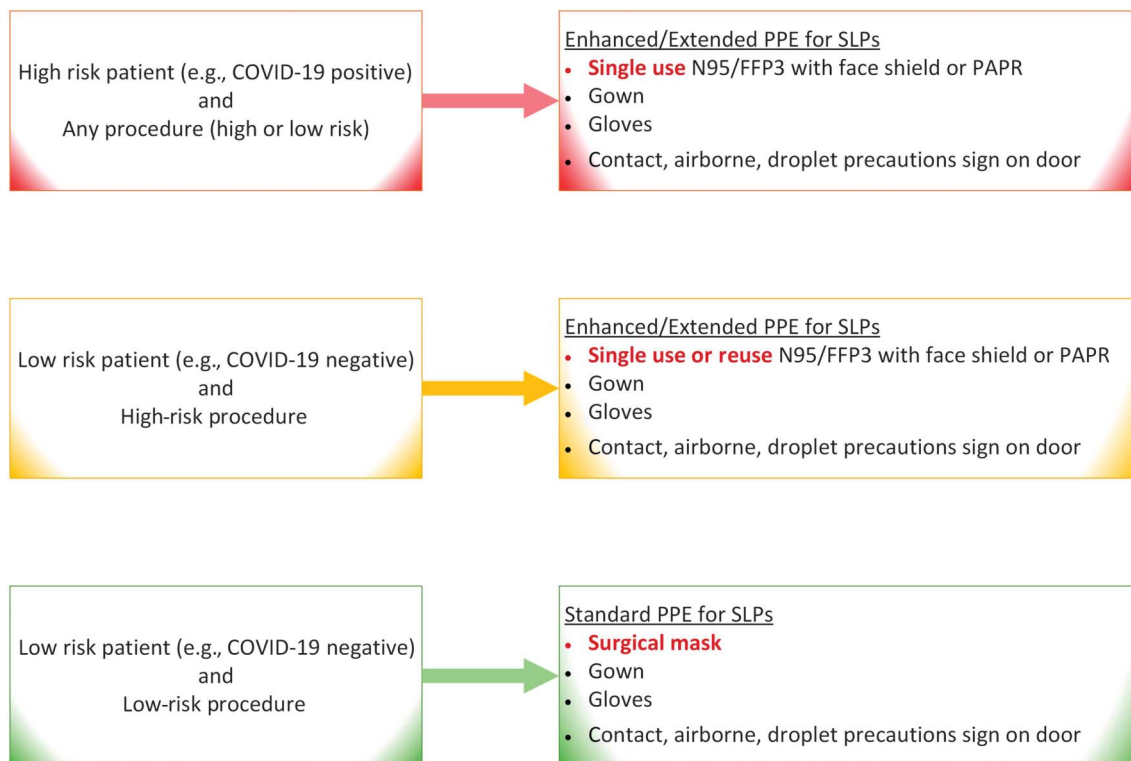 High risk patient (e.g., COVID-19 positive)
and
Any procedure (high or low risk)
Enhanced/Extended PPE for SLPs
• Single use N95/FFP3 with face shield or PAPR
• Gown
• Gloves
• Contact, airborne, droplet precautions sign on door
Low risk patient (e.g., COVID-19 negative)
and
High-risk procedure
Enhanced/Extended PPE for SLPs
• Single use or reuse N95/FFP3 with face shield or PAPR
• Gown
• Gloves
• Contact, airborne, droplet precautions sign on door
Low risk patient (e.g., COVID-19 negative)
and
Low-risk procedure
Standard PPE for SLPs
• Surgical mask
• Gown
• Gloves
• Contact, airborne, droplet precautions sign on door